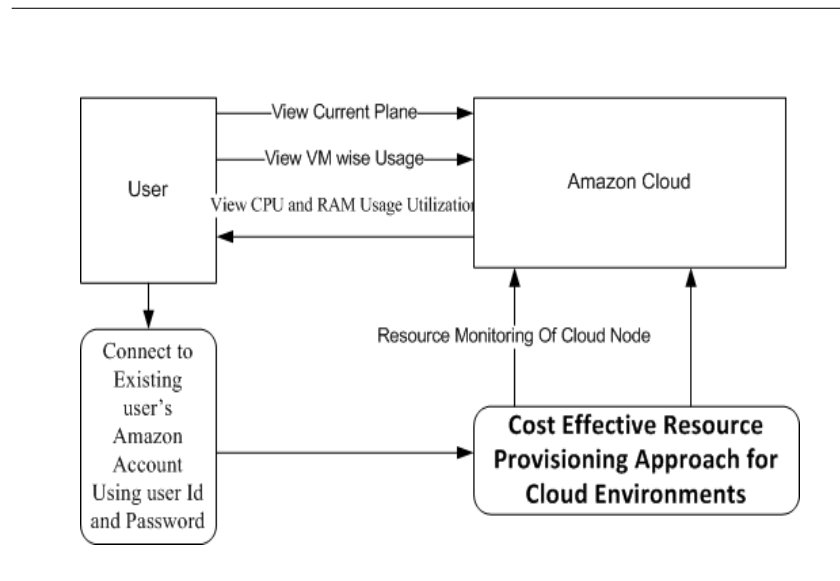 View Current Plane
View VM wise Usage
User
Amazon Cloud
View CPU and RAM Usage Utilization
Resource Monitoring Of Cloud Node
Connect to
Existing
user's
Amazon
Account
Using user Id
and Password
Cost Effective Resource
Provisioning Approach for
Cloud Environments